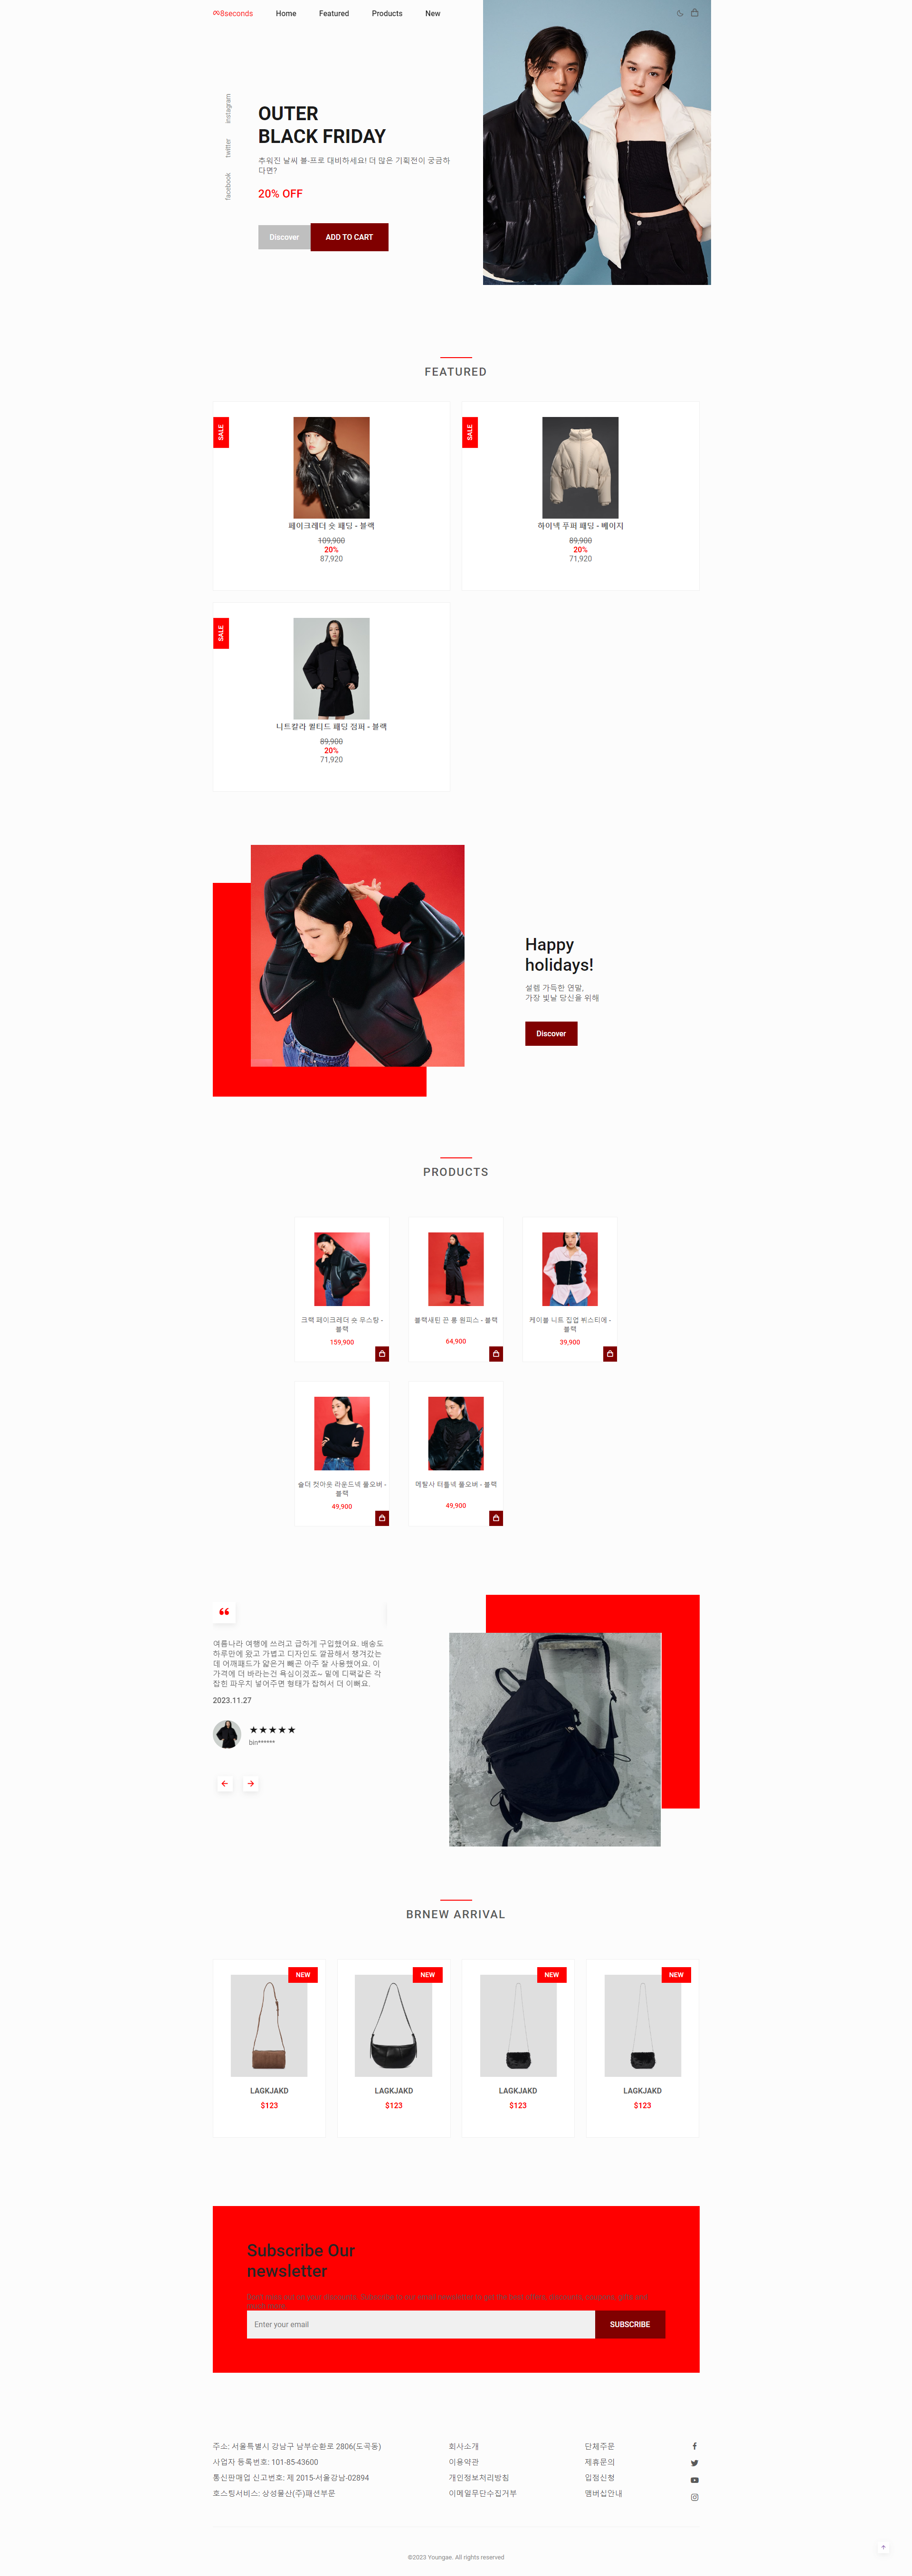 8seconds Home Featured Products New
instagram
twitter
facebook
OUTER
BLACK FRIDAY
추워진 날씨 블-프로 대비하세요! 더 많은 기획전이 궁금하
다면?
20% OFF
Discover ADD TO CART
FEATURED
SALE
페이크레더 숏 패딩 - 블랙
109,900
20%
87,920
SALE
하이넥 푸퍼 패딩 - 베이지
89,900
20%
71,920
SALE
니트칼라 퀼티드 패딩 점퍼 - 블랙
89,900
20%
71,920
Happy
holidays!
설렘 가득한 연말,
가장 빛날 당신을 위해
Discover
PRODUCTS
크랙 페이크레더 숏 무스탕 -
블랙
159,900
블랙새틴 끈 롱 원피스 - 블랙
64,900
케이블 니트 집업 뷔스티에 -
블랙
39,900
숄더 컷아웃 라운드넥 풀오버 -
블랙
49,900
메탈사 터틀넥 풀오버 - 블랙
49,900
여름나라 여행에 쓰려고 급하게 구입했어요. 배송도
하루만에 왔고 가볍고 디자인도 깔끔해서 챙겨갔는
데 어깨패드가 얇은거 빼곤 아주 잘 사용했어요. 이
가격에 더 바라는건 욕심이겠죠~ 밑에 디팩같은 각
잡힌 파우치 넣어주면 형태가 잡혀서 더 이뻐요.
2023.11.27
★★★★★
bin******
BRNEW ARRIVAL
NEW
LAGKJAKD
$123
NEW
LAGKJAKD
$123
NEW
LAGKJAKD
$123
NEW
LAGKJAKD
$123
Subscribe Our
newsletter
Enter your email SUBSCRIBE
주소: 서울특별시 강남구 남부순환로 2806(도곡동)
사업자 등록번호: 101-85-43600
통신판매업 신고번호: 제 2015-서울강남-02894
호스팅서비스: 삼성물산(주)패션부문
회사소개
이용약관
개인정보처리방침
이메일무단수집거부
단체주문
제휴문의
입점신청
멤버십안내
©2023 Youngae. All rights reserved